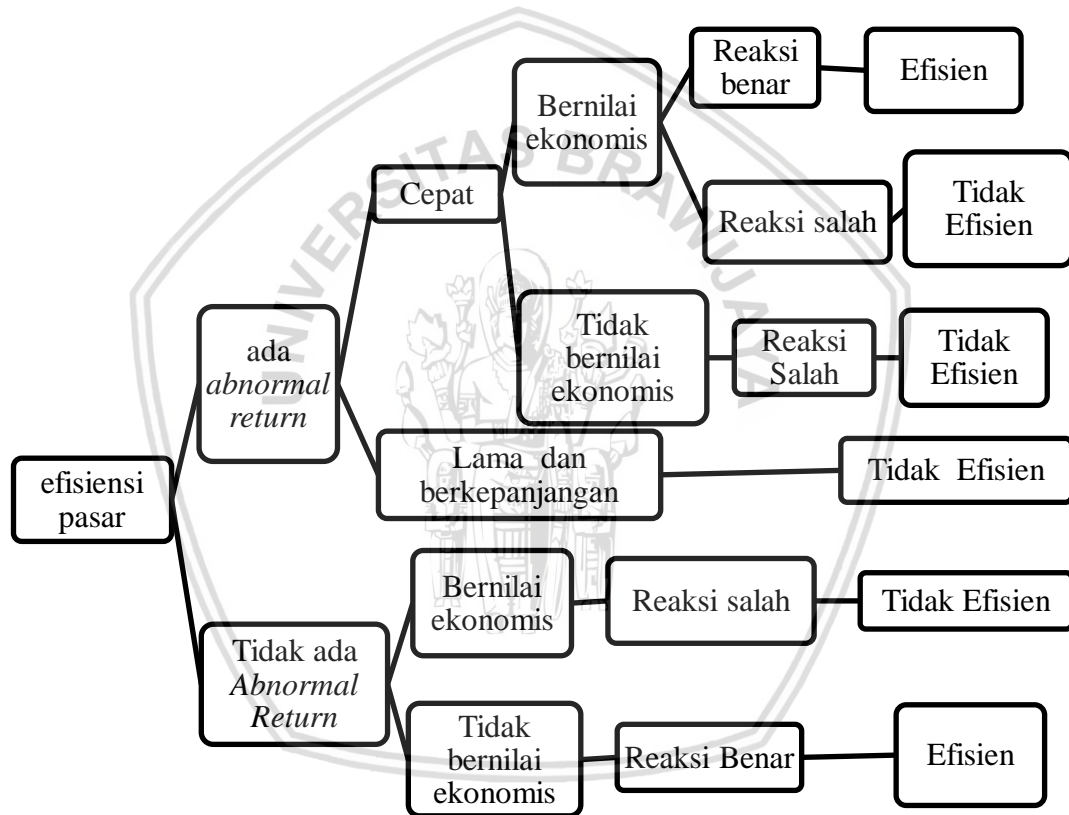 Reaksi
benar
Efisien
Bernilai
ekonomis
UNIVERSITAS BRAWIJAYA
Cepat
Reaksi salah
Tidak
Efisien
ada
abnormal
return
Tidak
bernilai
ekonomis
Reaksi
Salah
Tidak
Efisien
Lama dan
berkepanjangan
Tidak Efisien
efisiensi
pasar
Bernilai
ekonomis
Reaksi salah
Tidak Efisien
Tidak ada
Abnormal
Return
Tidak
bernilai
ekonomis
Reaksi Benar
Efisien